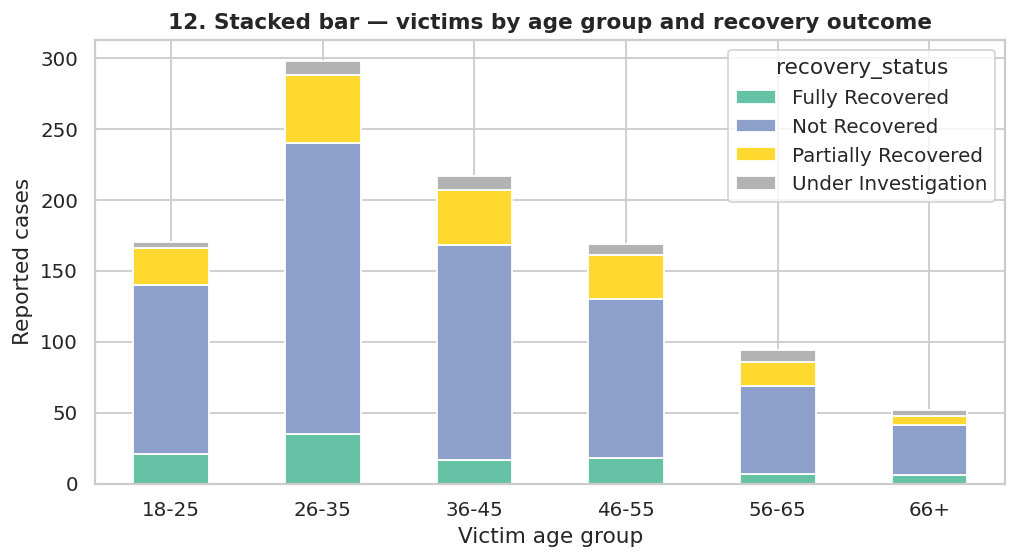 12. Stacked bar — victims by age group and recovery outcome
recovery_status
Fully Recovered
Not Recovered
Partially Recovered
Under Investigation
Reported cases
300
250
200
150
100
50
0
18-25 26-35 36-45 46-55 56-65 66+
Victim age group